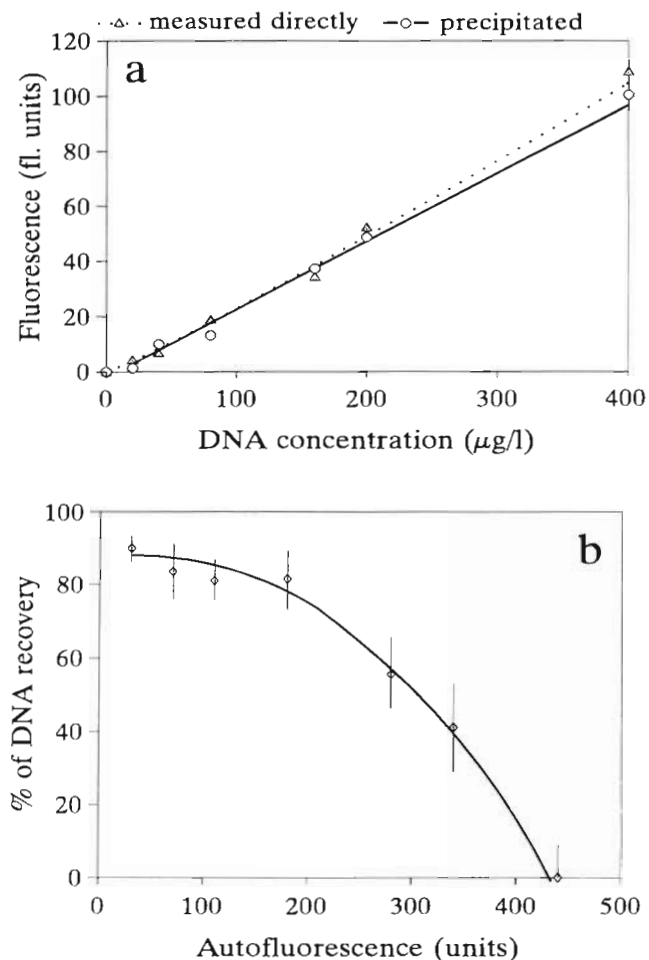 measured directly precipitated
a
120
100
80
60
40
20
0
Fluorescence (fl. units)
0 100 200 300 400
DNA concentration (μg/l)
b
100
80
60
40
20
0
% of DNA recovery
0 100 200 300 400 500
Autofluorescence (units)